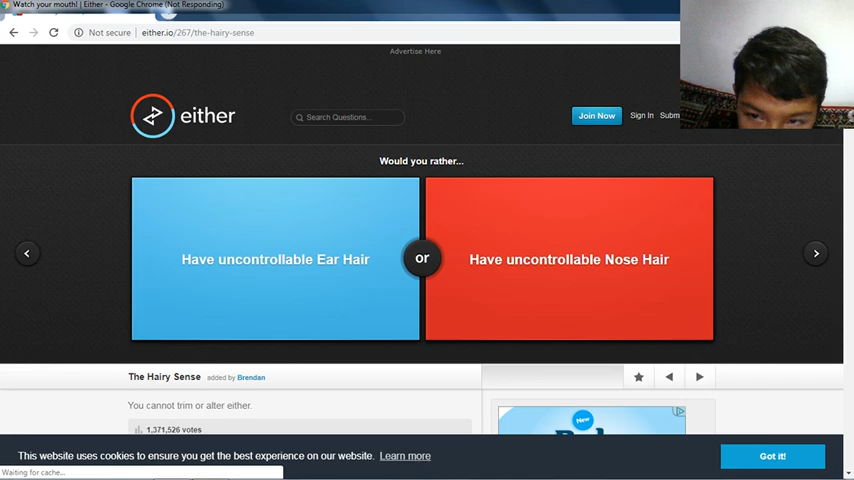 Watch your mouth! | Either - Google Chrome (Not Responding)
Not secure | either.io/267/the-hairy-sense
Advertise Here
either
Search Questions...
Join Now
Sign In
Subm
Would you rather...
Have uncontrollable Ear Hair
or
Have uncontrollable Nose Hair
The Hairy Sense added by Brendan
You cannot trim or alter either.
1,371,526 votes
New
This website uses cookies to ensure you get the best experience on our website. Learn more
Got it!
Waiting for cache...